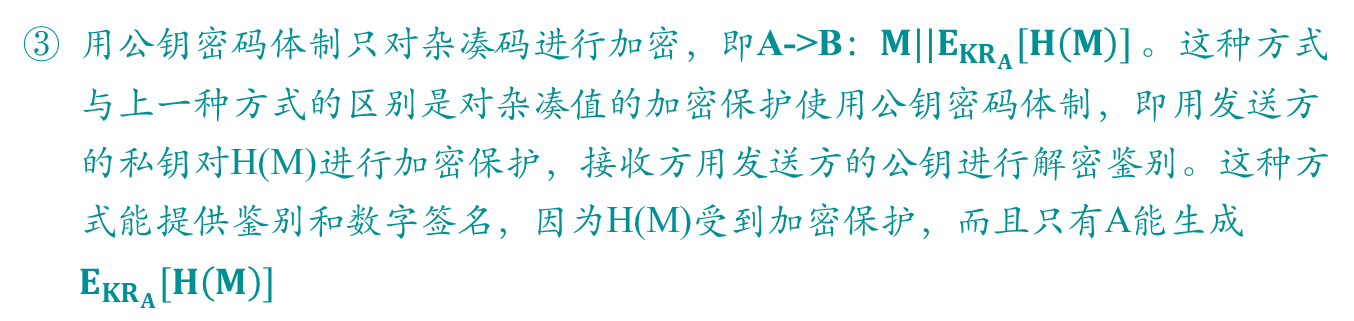 ③ 用公钥密码体制只对杂凑码进行加密，即A->B：M||E_{KR_A}[H(M)]。这种方式
与上一种方式的区别是对杂凑值的加密保护使用公钥密码体制，即用发送方
的私钥对H(M)进行加密保护，接收方用发送方的公钥进行解密鉴别。这种方
式能提供鉴别和数字签名，因为H(M)受到加密保护，而且只有A能生成
E_{KR_A}[H(M)]